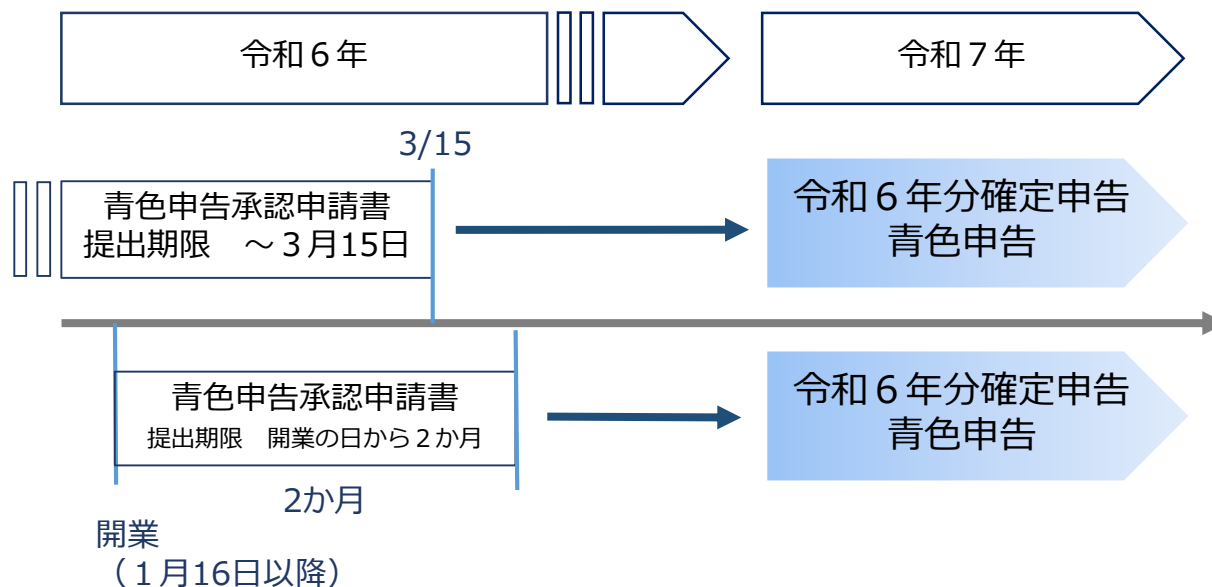 令和６年
令和７年
3/15
青色申告承認申請書
提出期限　～３月15日
令和６年分確定申告
青色申告
青色申告承認申請書
提出期限　開業の日から２か月
令和６年分確定申告
青色申告
2か月
開業
（１月16日以降）